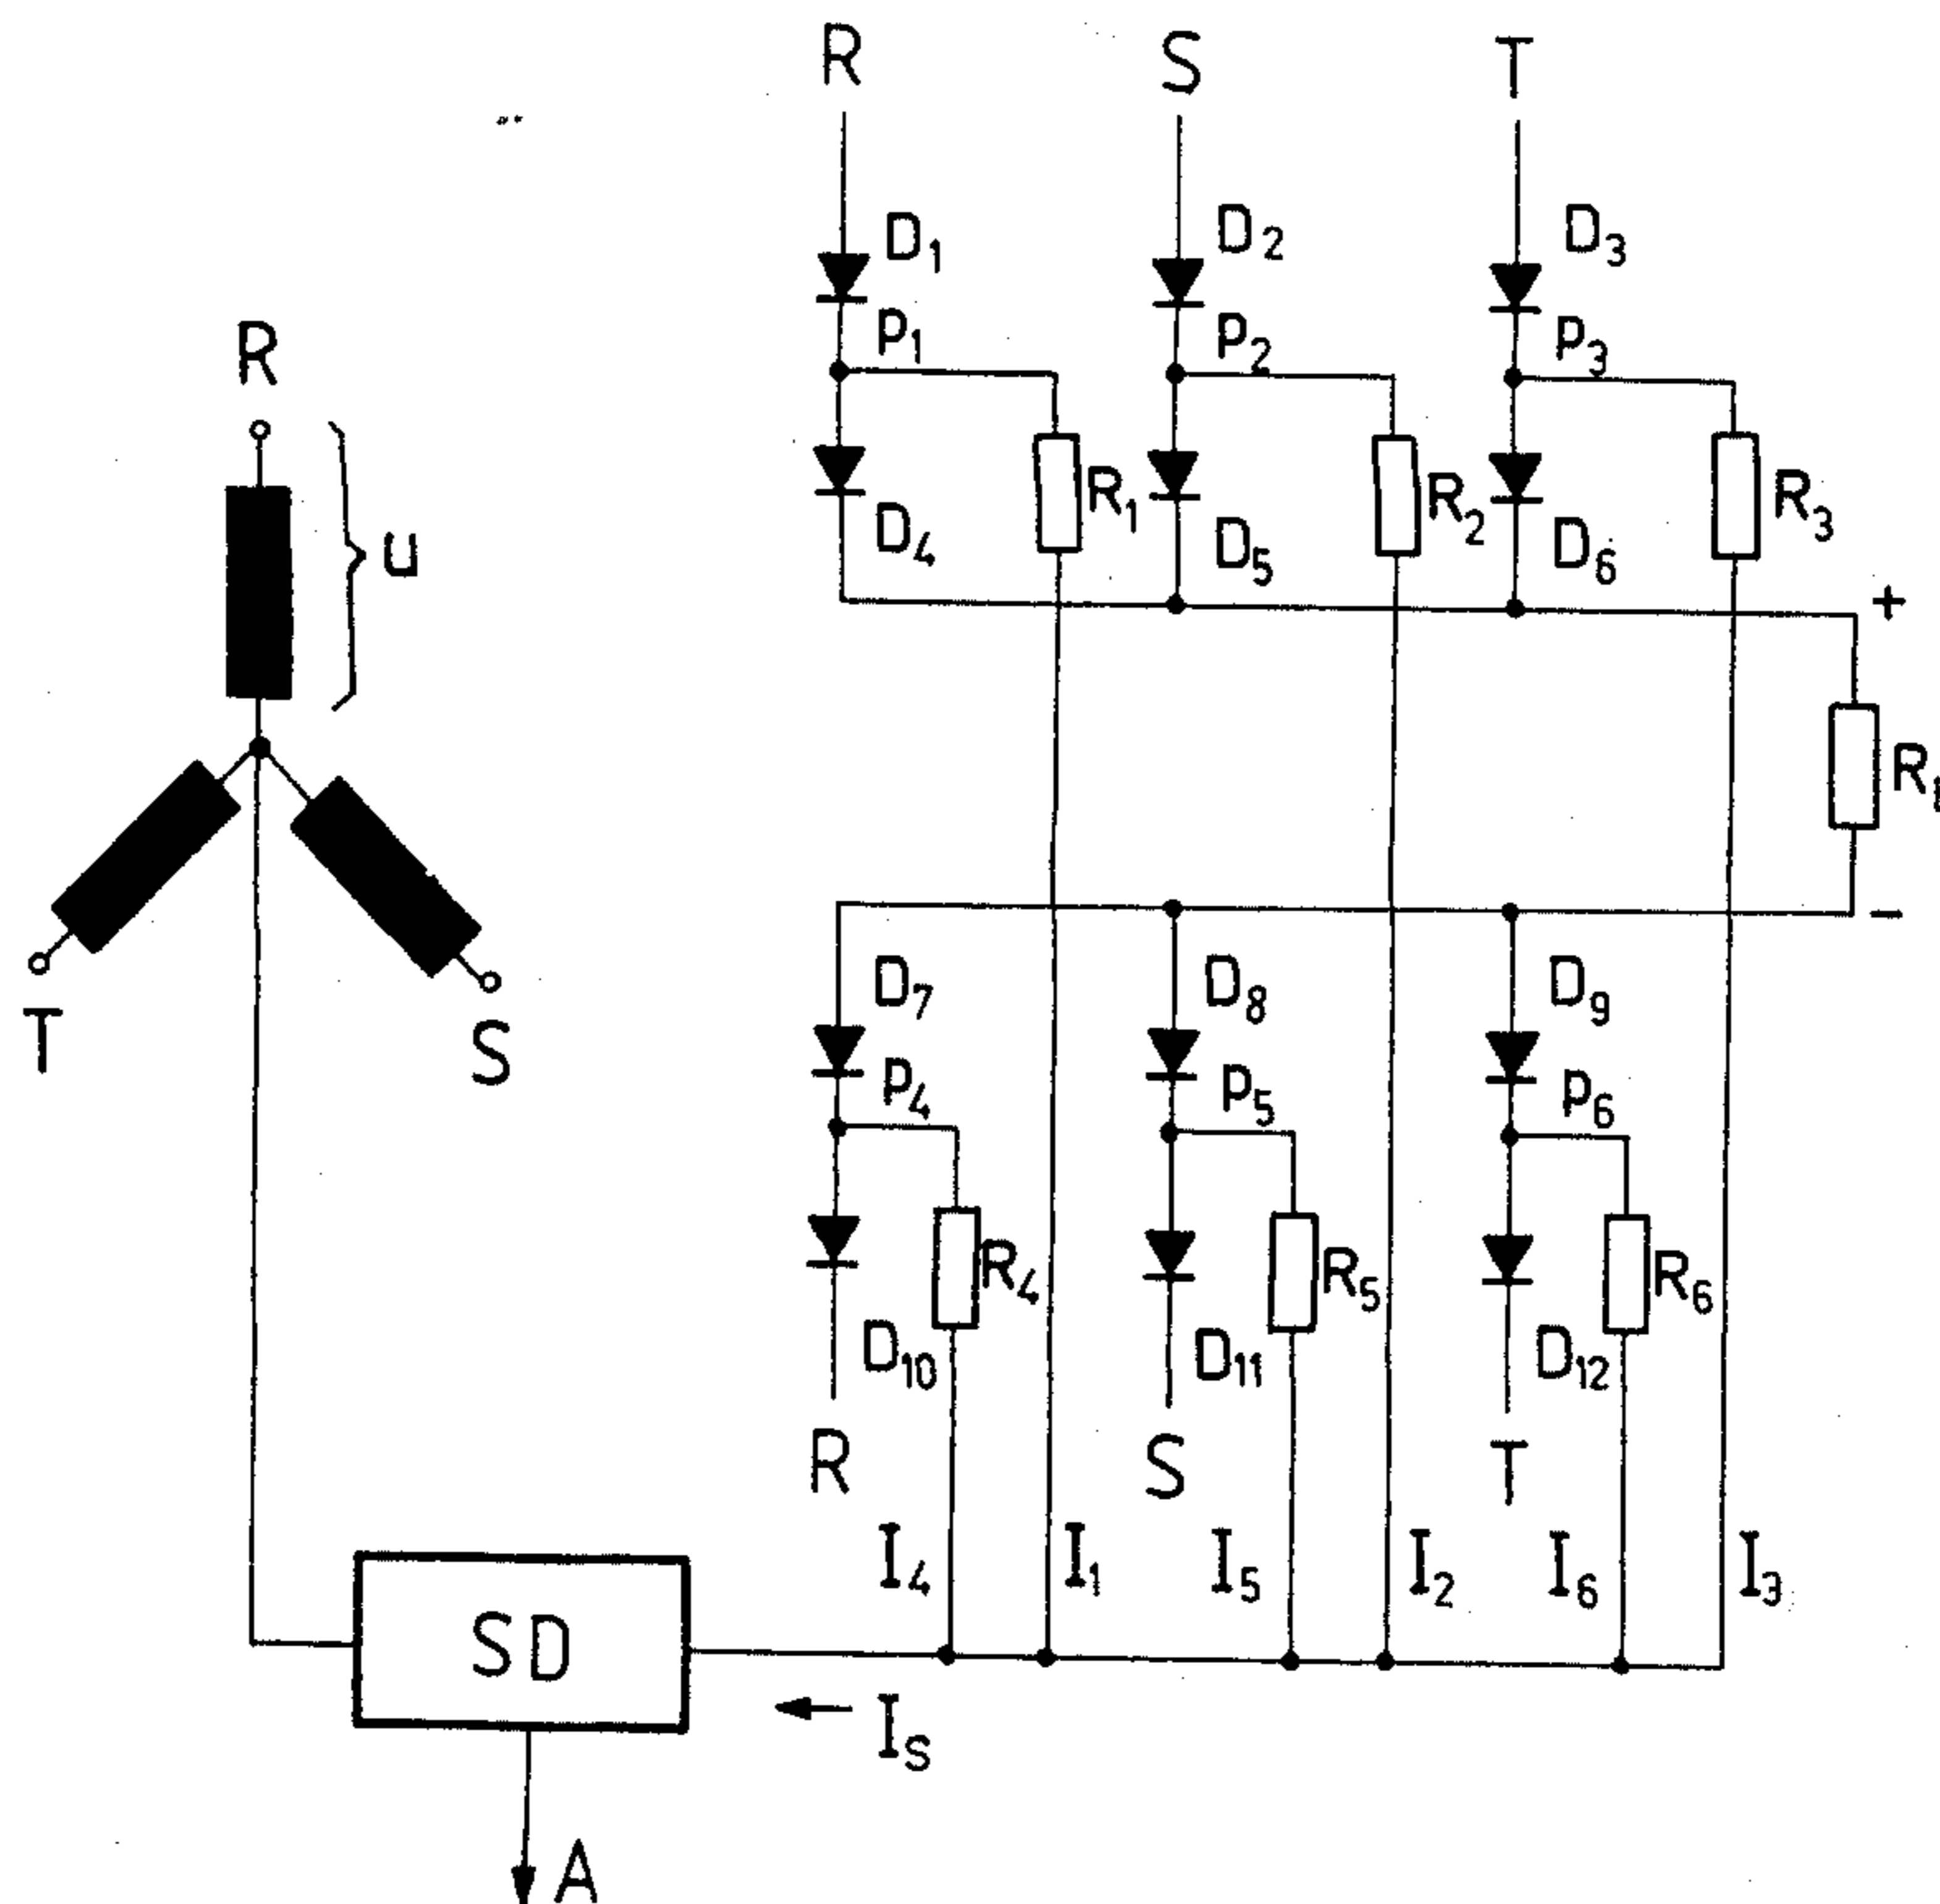 R S T
D1 D2 D3
P1 P2 P3
R
R1 R2 R3
u
D4 D5 D6
+
-
D7 D8 D9
T
S
P4 P5 P6
R4 R5 R6
D10 D11 D12
R S T
I4 I1 I5 I2 I6 I3
SD
Is
A